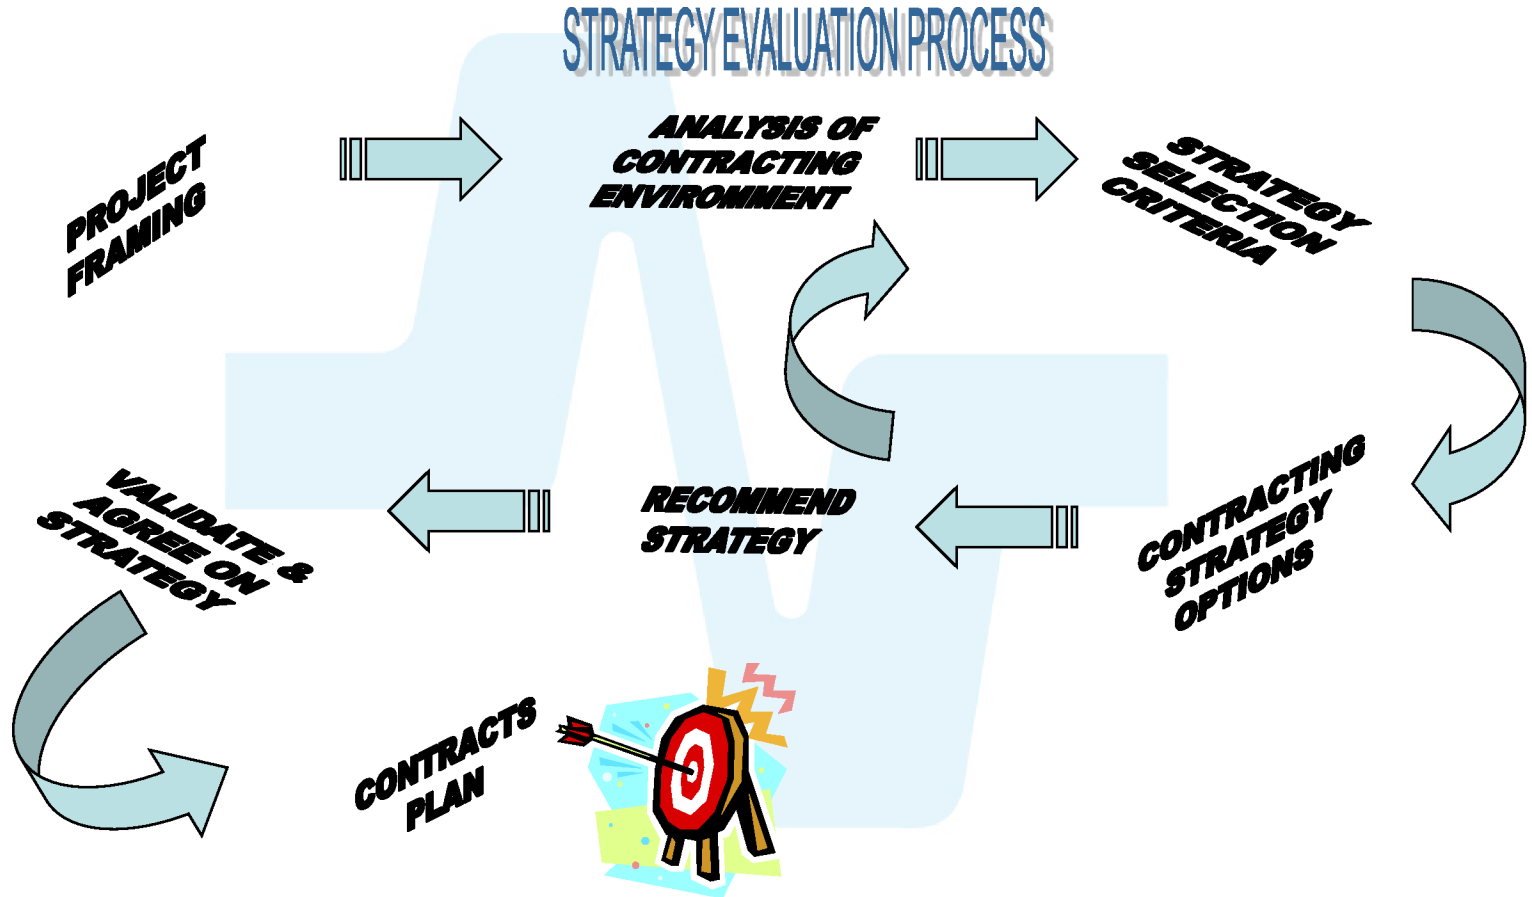 STRATEGY EVALUATION PROCESS
PROJECT
FRAMING
ANALYSIS OF
CONTRACTING
ENVIROMMENT
STRATEGY
SELECTION
CRITERIA
CONTRACTING
STRATEGY
OPTIONS
RECOMMEND
STRATEGY
VALIDATE &
AGREE ON
STRATEGY
CONTRACTS
PLAN